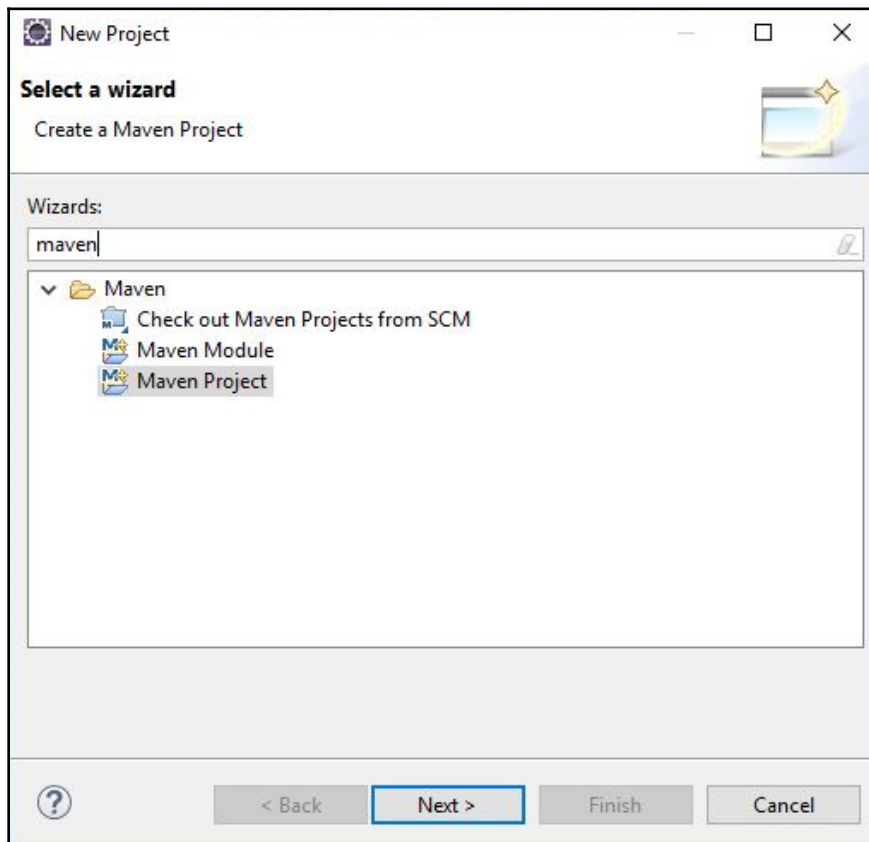 New Project
Select a wizard
Create a Maven Project
Wizards:
maven
Maven
Check out Maven Projects from SCM
Maven Module
Maven Project
? < Back Next > Finish Cancel